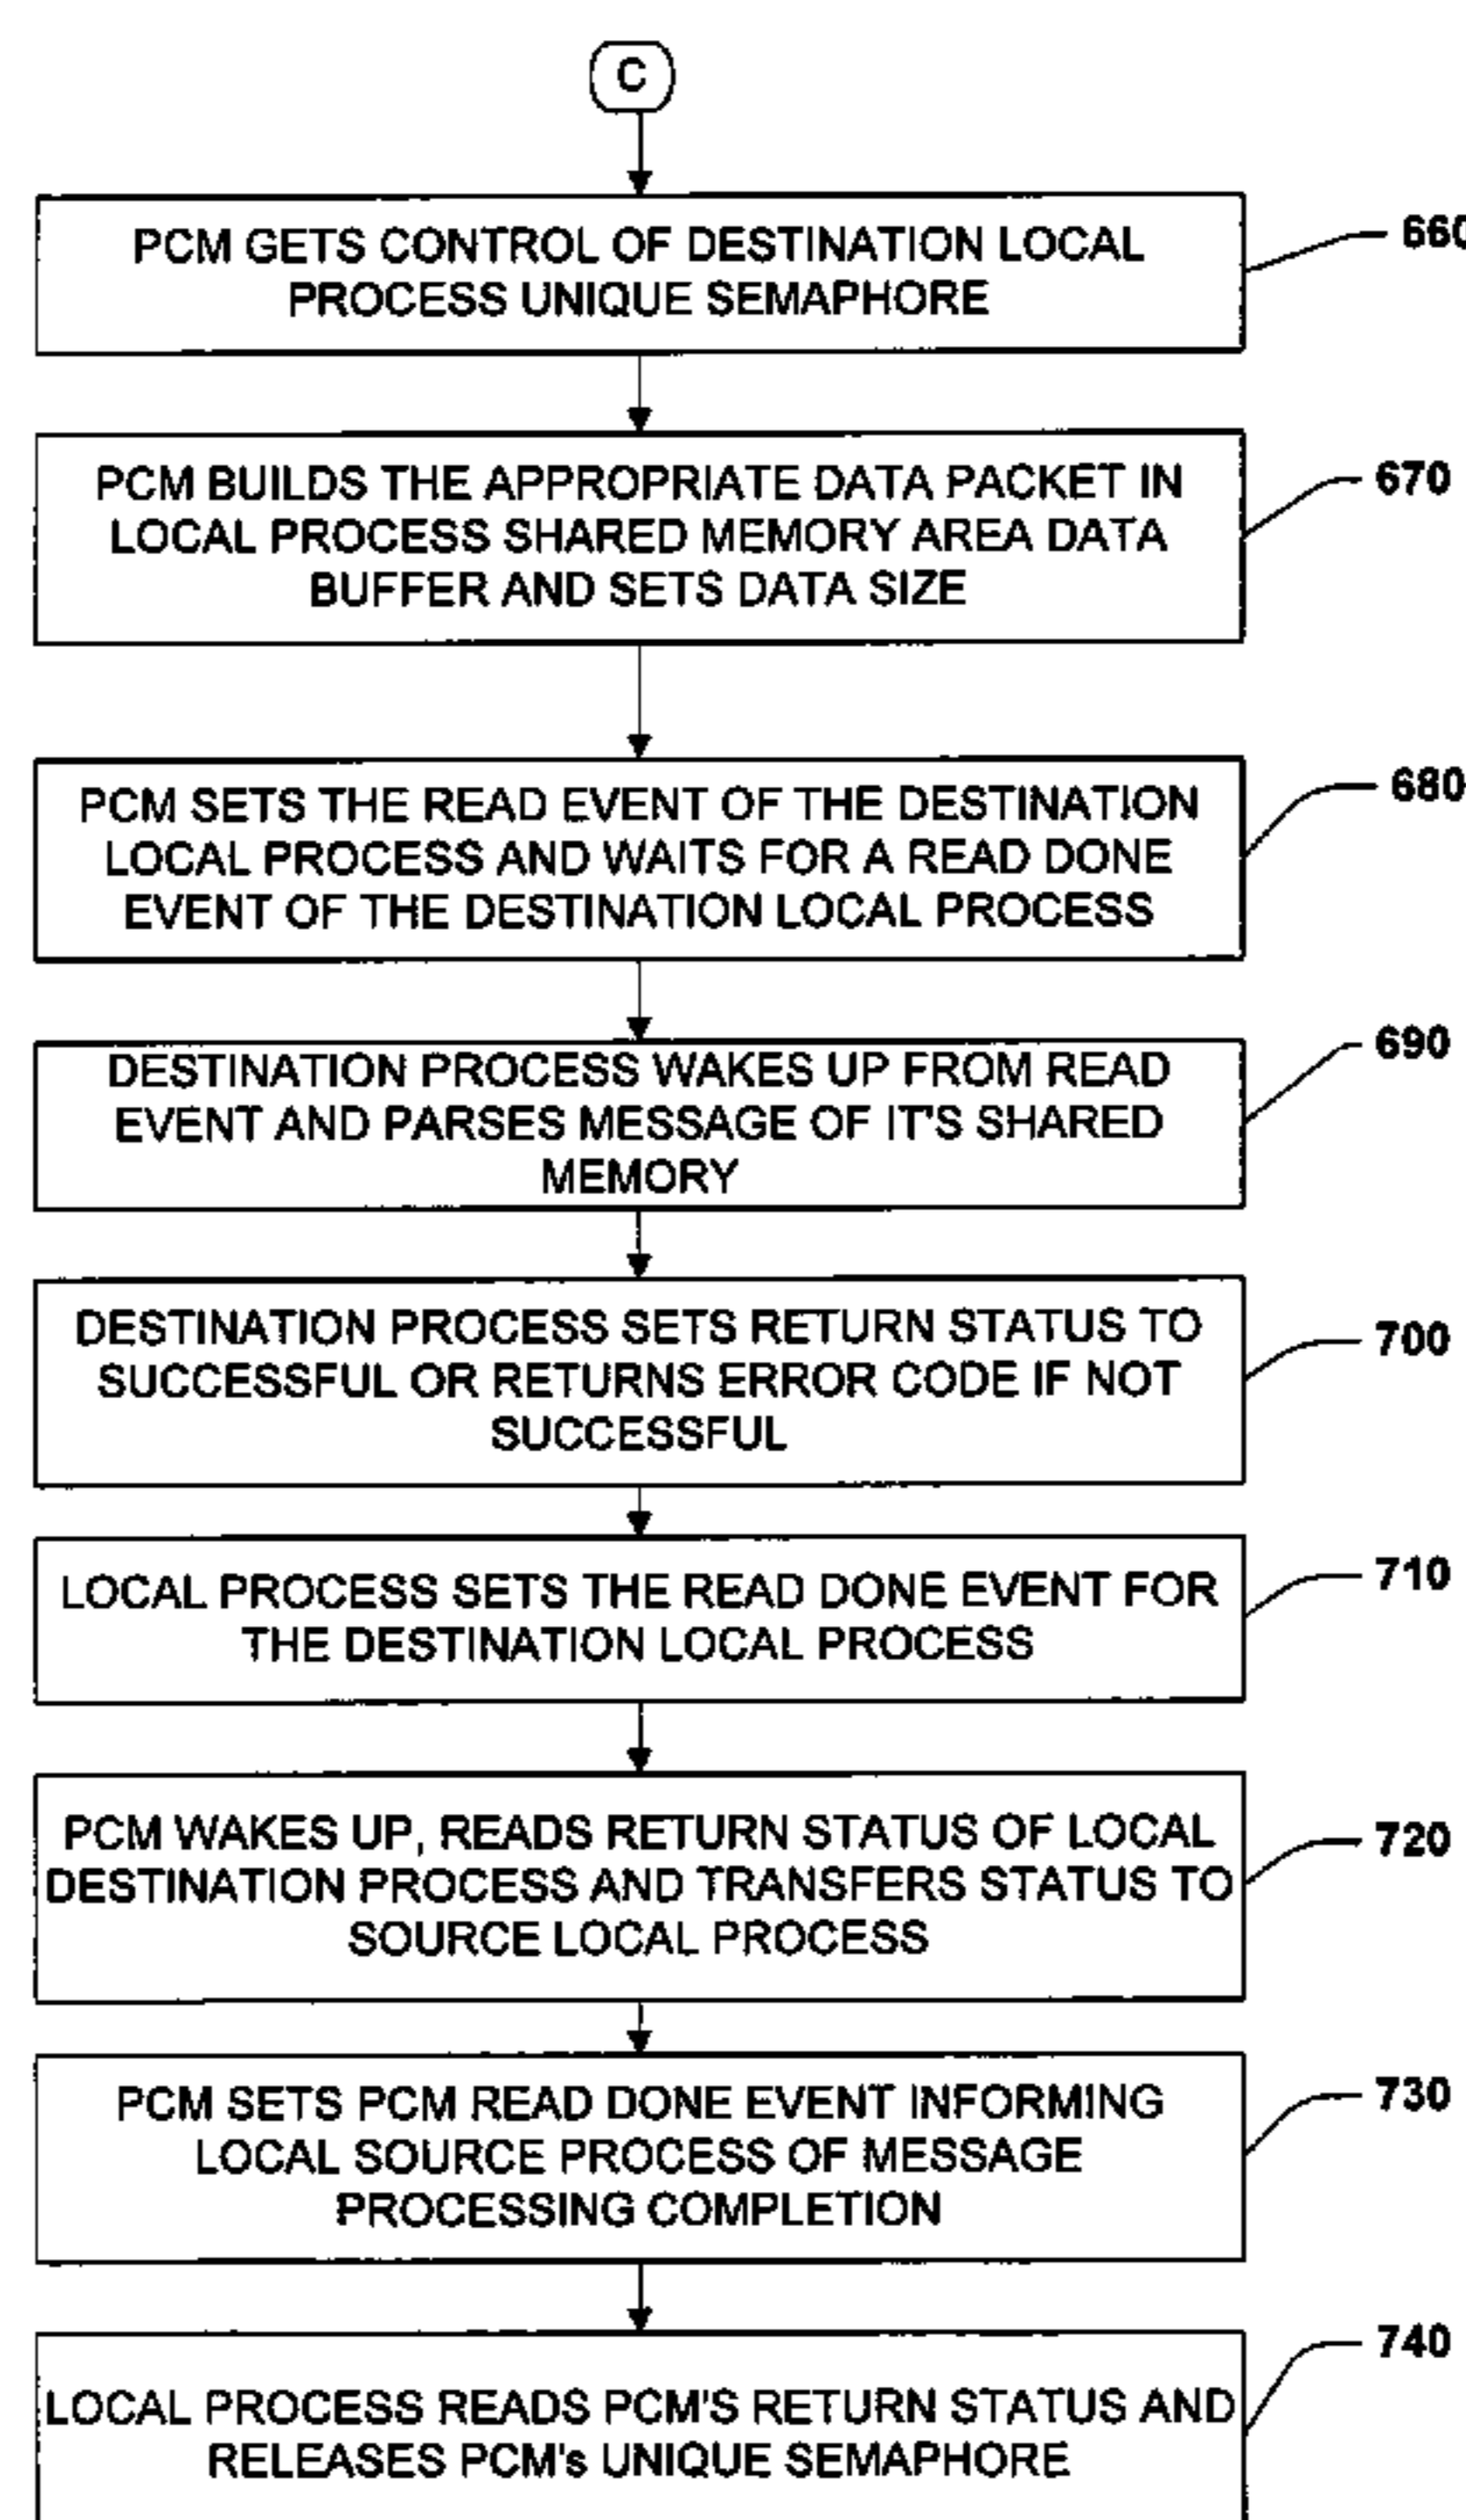 C
PCM GETS CONTROL OF DESTINATION LOCAL
PROCESS UNIQUE SEMAPHORE
660
PCM BUILDS THE APPROPRIATE DATA PACKET IN
LOCAL PROCESS SHARED MEMORY AREA DATA
BUFFER AND SETS DATA SIZE
670
PCM SETS THE READ EVENT OF THE DESTINATION
LOCAL PROCESS AND WAITS FOR A READ DONE
EVENT OF THE DESTINATION LOCAL PROCESS
680
DESTINATION PROCESS WAKES UP FROM READ
EVENT AND PARSES MESSAGE OF IT'S SHARED
MEMORY
690
DESTINATION PROCESS SETS RETURN STATUS TO
SUCCESSFUL OR RETURNS ERROR CODE IF NOT
SUCCESSFUL
700
LOCAL PROCESS SETS THE READ DONE EVENT FOR
THE DESTINATION LOCAL PROCESS
710
PCM WAKES UP, READS RETURN STATUS OF LOCAL
DESTINATION PROCESS AND TRANSFERS STATUS TO
SOURCE LOCAL PROCESS
720
PCM SETS PCM READ DONE EVENT INFORMING
LOCAL SOURCE PROCESS OF MESSAGE
PROCESSING COMPLETION
730
LOCAL PROCESS READS PCM'S RETURN STATUS AND
RELEASES PCM's UNIQUE SEMAPHORE
740